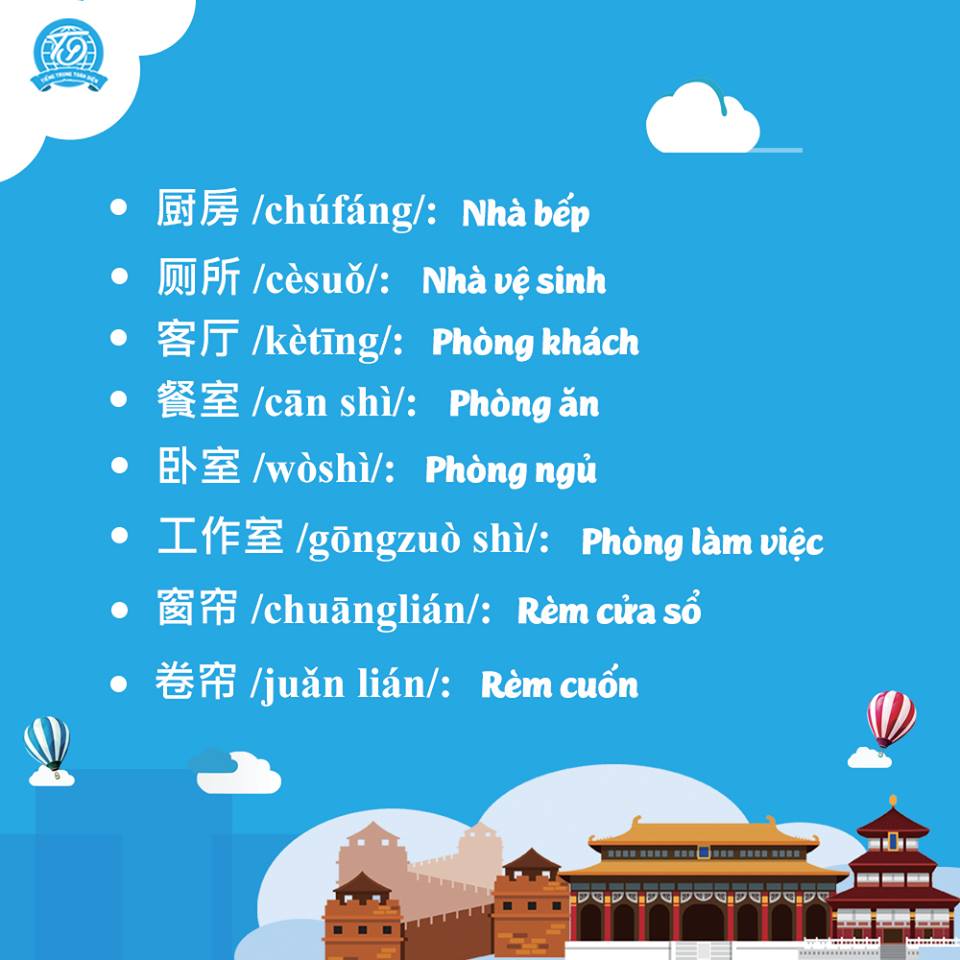 TIẾNG TRUNG TOÀN DIỆN
• 厨房 /chúfáng/: Nhà bếp
• 厕所 /cèsuǒ/: Nhà vệ sinh
• 客厅 /kètīng/: Phòng khách
• 餐室 /cān shì/: Phòng ăn
• 卧室 /wòshì/: Phòng ngủ
• 工作室 /gōngzuò shì/: Phòng làm việc
• 窗帘 /chuānglián/: Rèm cửa sổ
• 卷帘 /juǎn lián/: Rèm cuốn